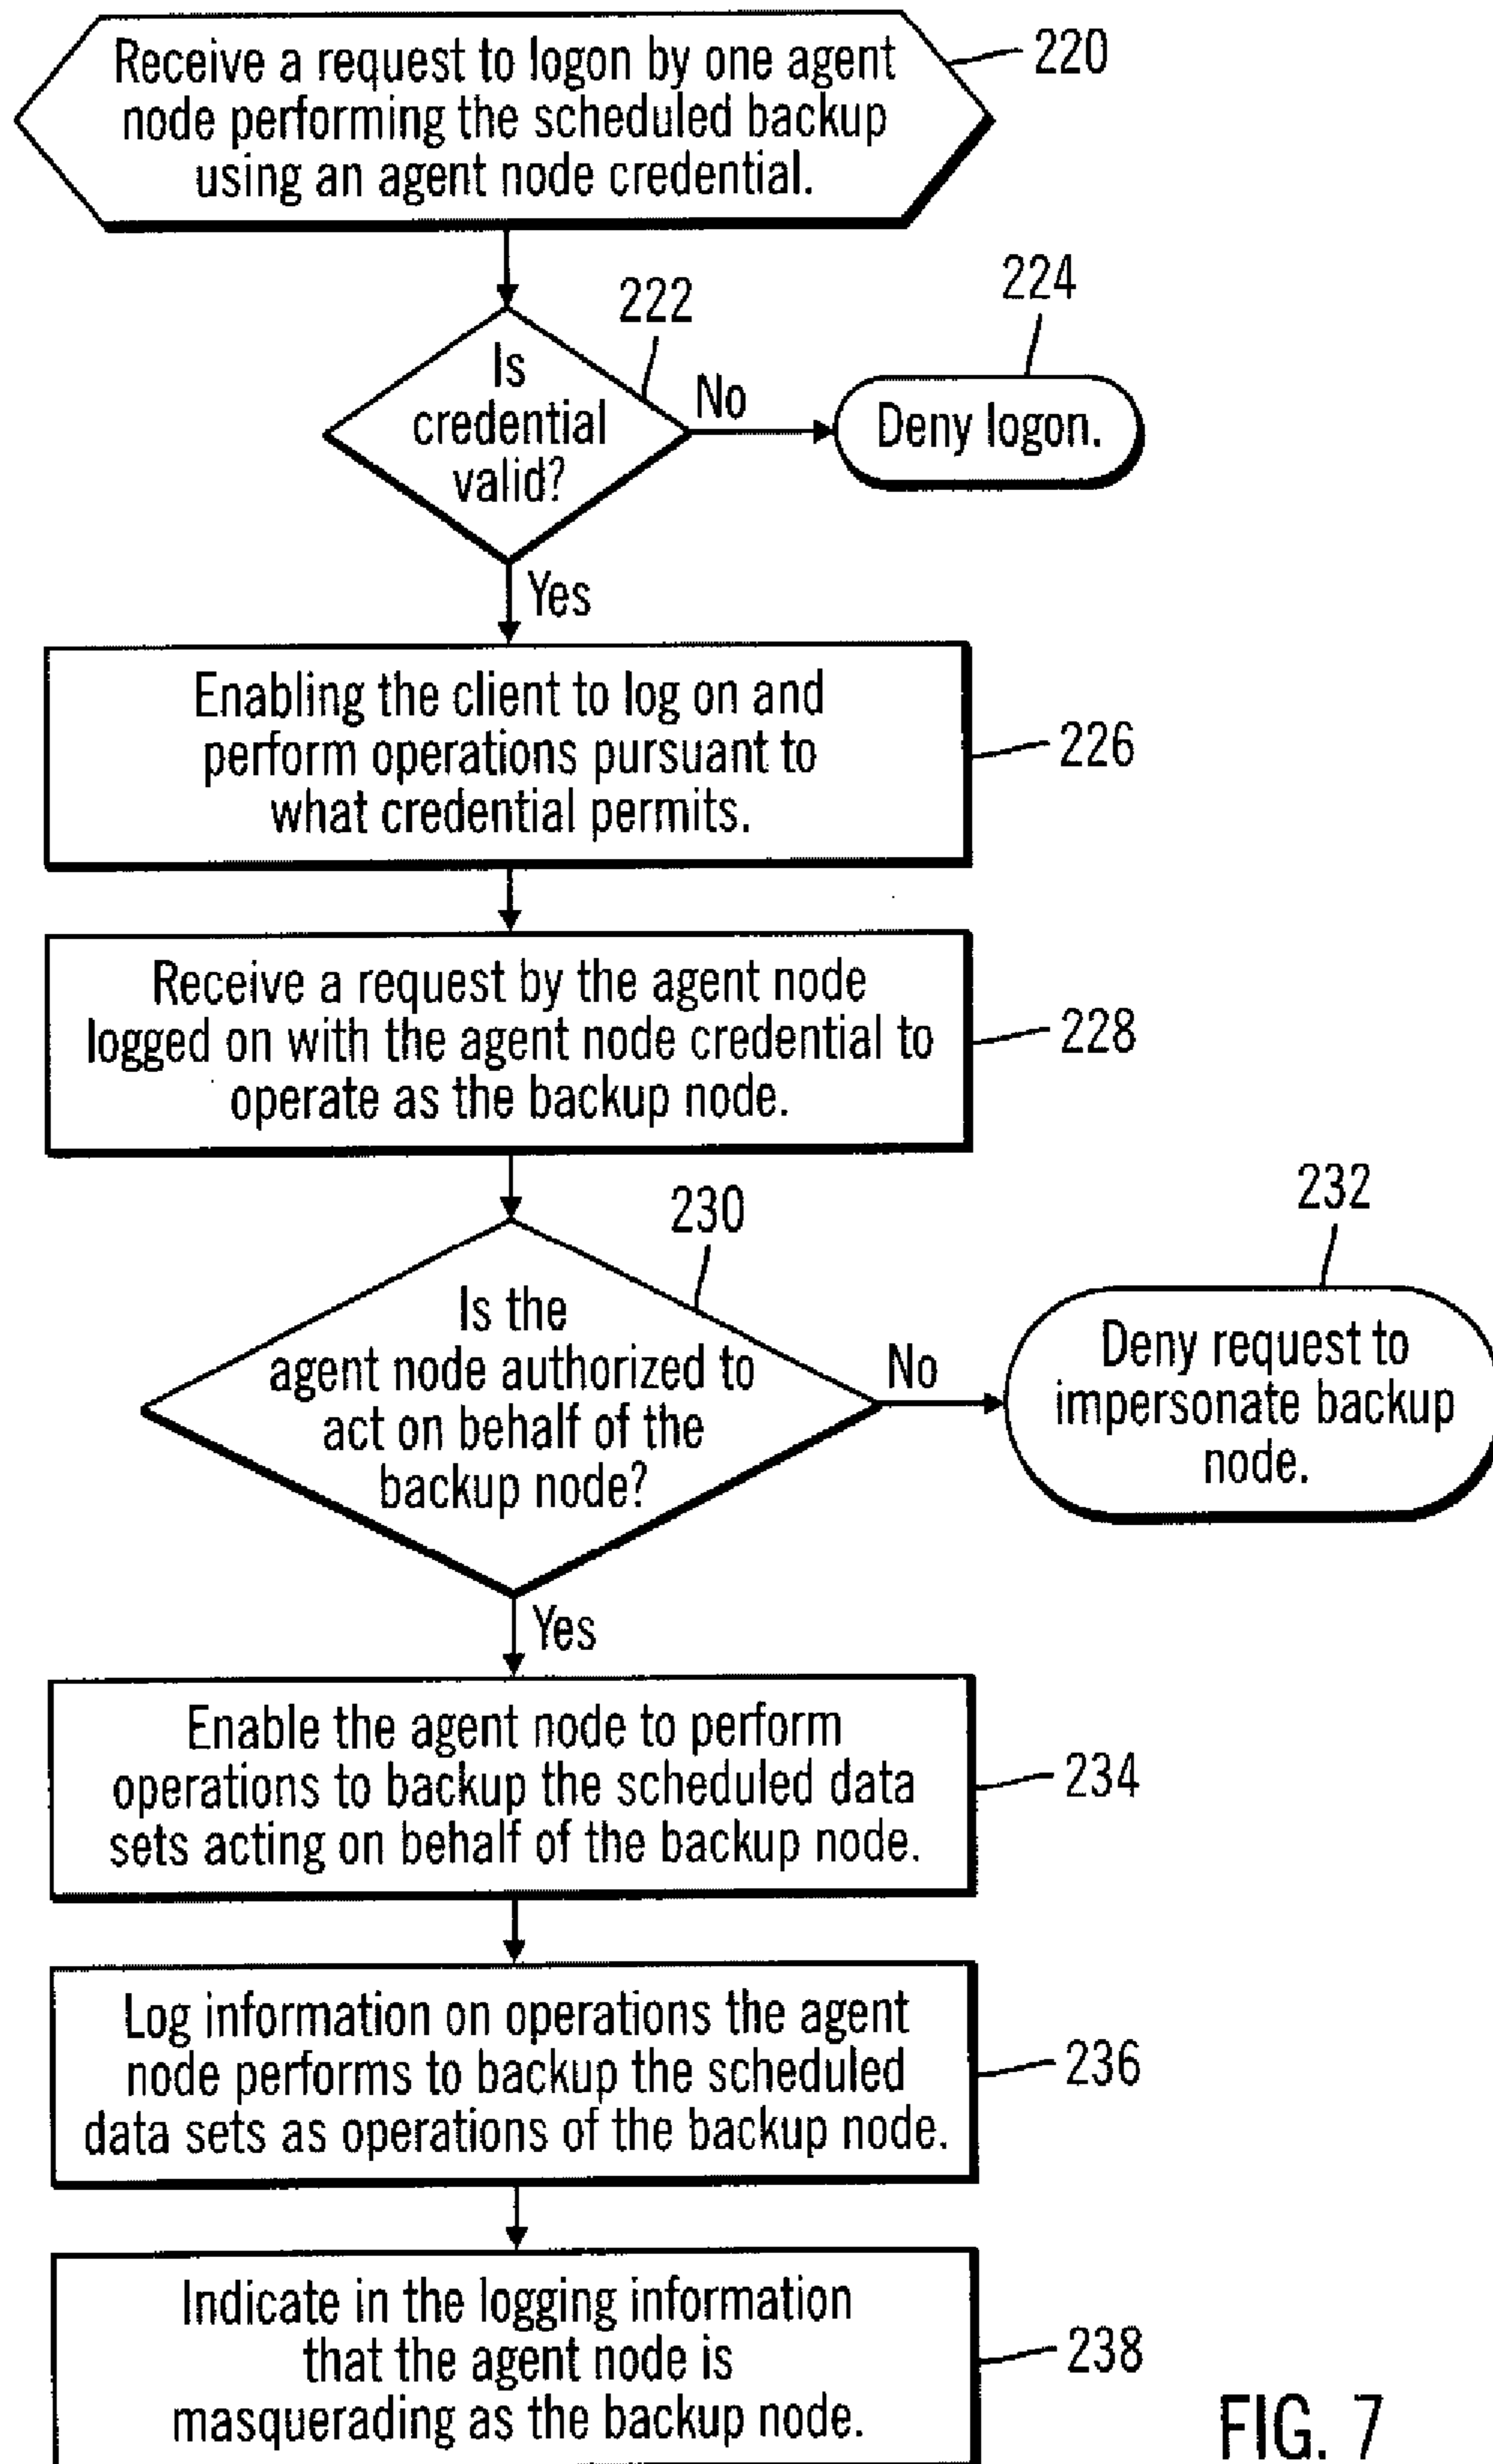 Receive a request to logon by one agent
node performing the scheduled backup
using an agent node credential.
220
222
224
Is
credential
valid?
No
Deny logon.
Yes
Enabling the client to log on and
perform operations pursuant to
what credential permits.
226
Receive a request by the agent node
logged on with the agent node credential to
operate as the backup node.
228
230
232
Is the
agent node authorized to
act on behalf of the
backup node?
No
Deny request to
impersonate backup
node.
Yes
Enable the agent node to perform
operations to backup the scheduled data
sets acting on behalf of the backup node.
234
Log information on operations the agent
node performs to backup the scheduled
data sets as operations of the backup node.
236
Indicate in the logging information
that the agent node is
masquerading as the backup node.
238
FIG. 7